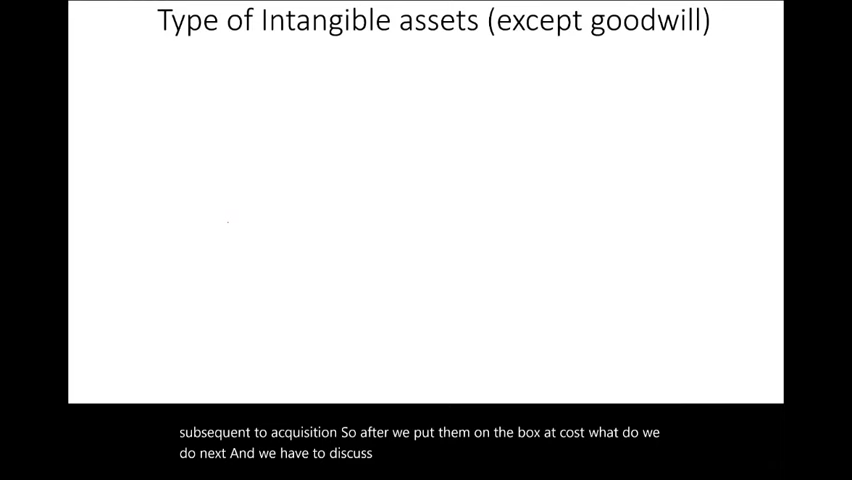 Type of Intangible assets (except goodwill)
subsequent to acquisition So after we put them on the box at cost what do we
do next And we have to discuss